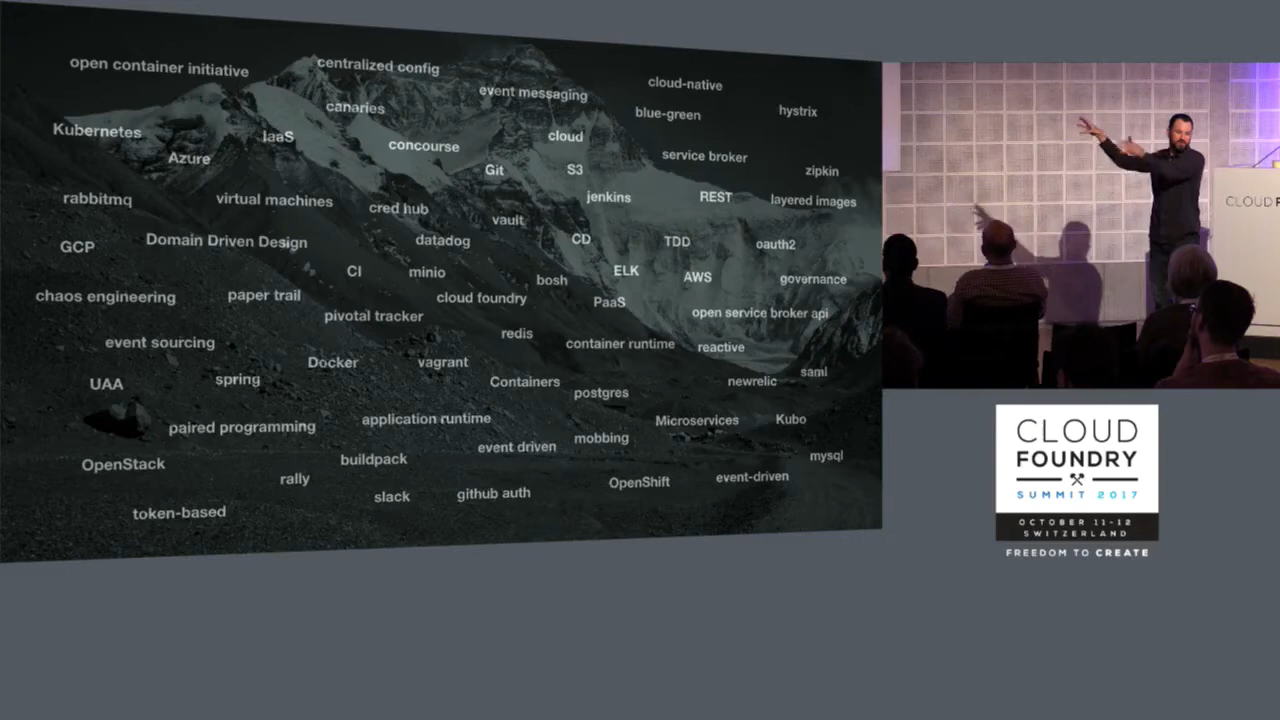 open container initiative
centralized config
event messaging
cloud-native
canaries
blue-green
hystrix
Kubernetes
IaaS
concourse
cloud
Azure
Git
S3
service broker
zipkin
rabbitmq
virtual machines
cred hub
vault
jenkins
REST
layered images
GCP
Domain Driven Design
datadog
CD
TDD
oauth2
CI
minio
bosh
ELK
AWS
governance
chaos engineering
paper trail
cloud foundry
PaaS
open service broker api
pivotal tracker
event sourcing
redis
container runtime
reactive
Docker
vagrant
UAA
spring
Containers
postgres
newrelic
saml
paired programming
application runtime
Microservices
Kubo
OpenStack
buildpack
event driven
mobbing
mysql
rally
slack
github auth
OpenShift
event-driven
token-based
CLOUD F
CLOUD
FOUNDRY
SUMMIT 2017
OCTOBER 11-12
SWITZERLAND
FREEDOM TO CREATE